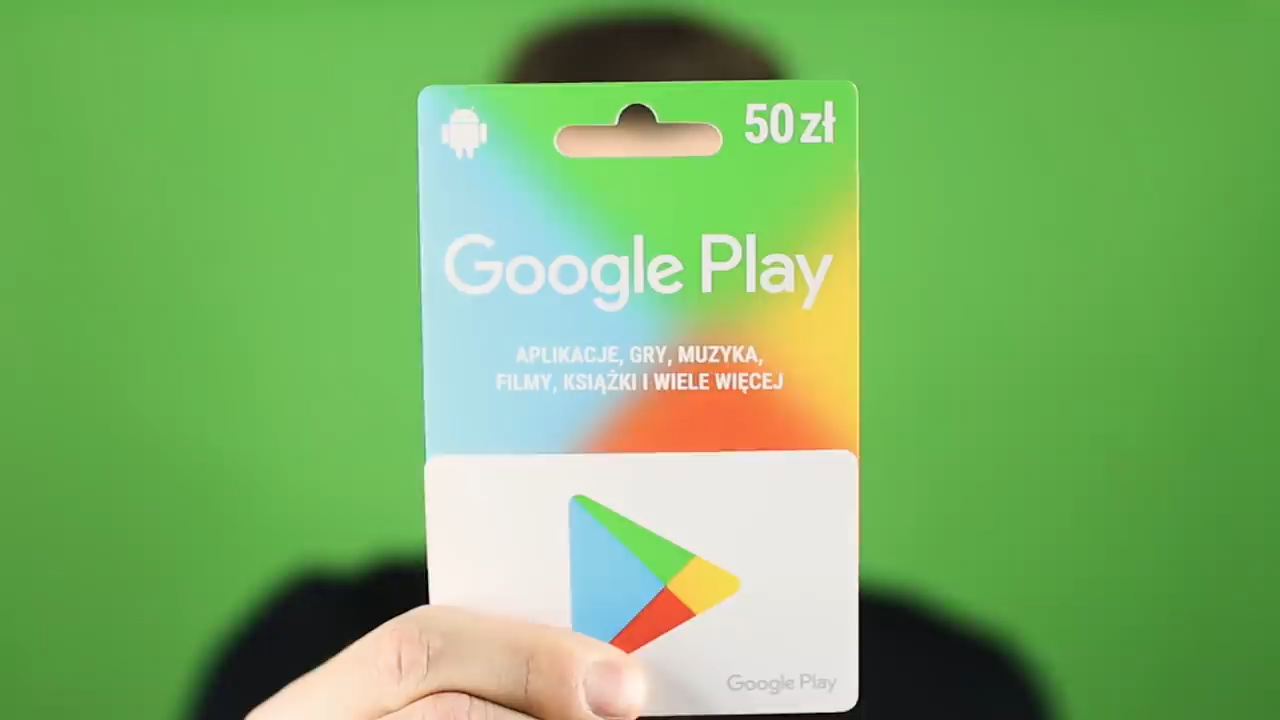 50 zł
Google Play
APLIKACJE, GRY, MUZYKA,
FILMY, KSIĄŻKI I WIELE WIĘCEJ
Google Play